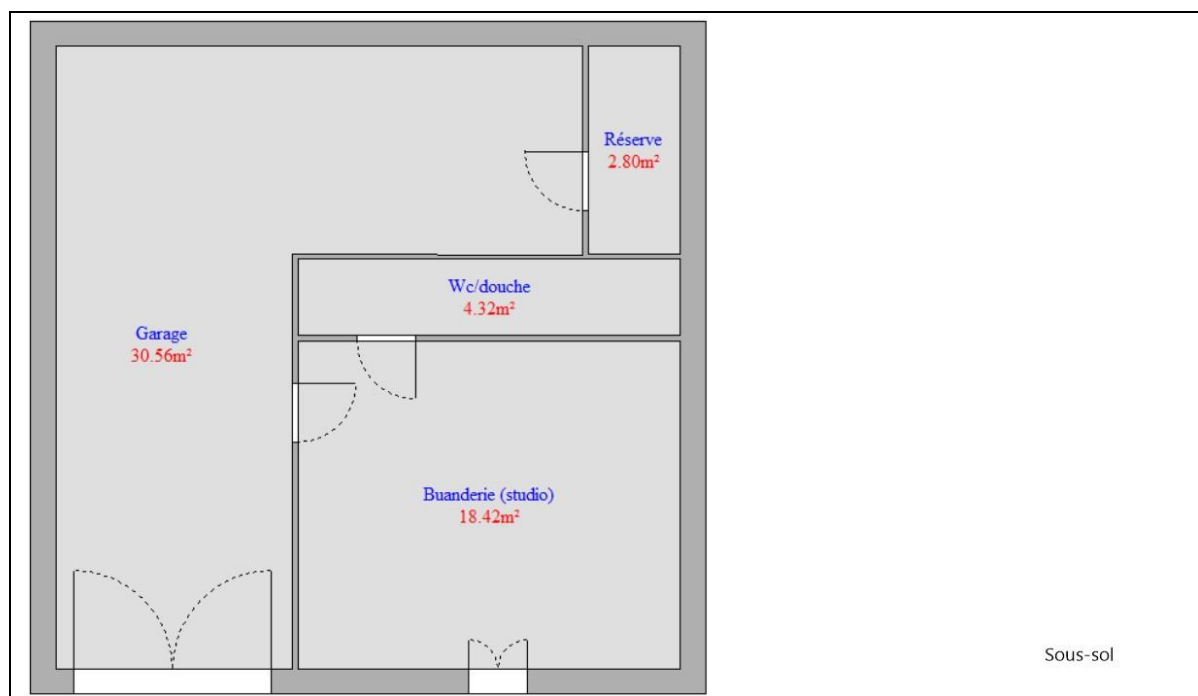 Réserve
2.80m²
Wc/douche
4.32m²
Garage
30.56m²
Buanderie (studio)
18.42m²
Sous-sol